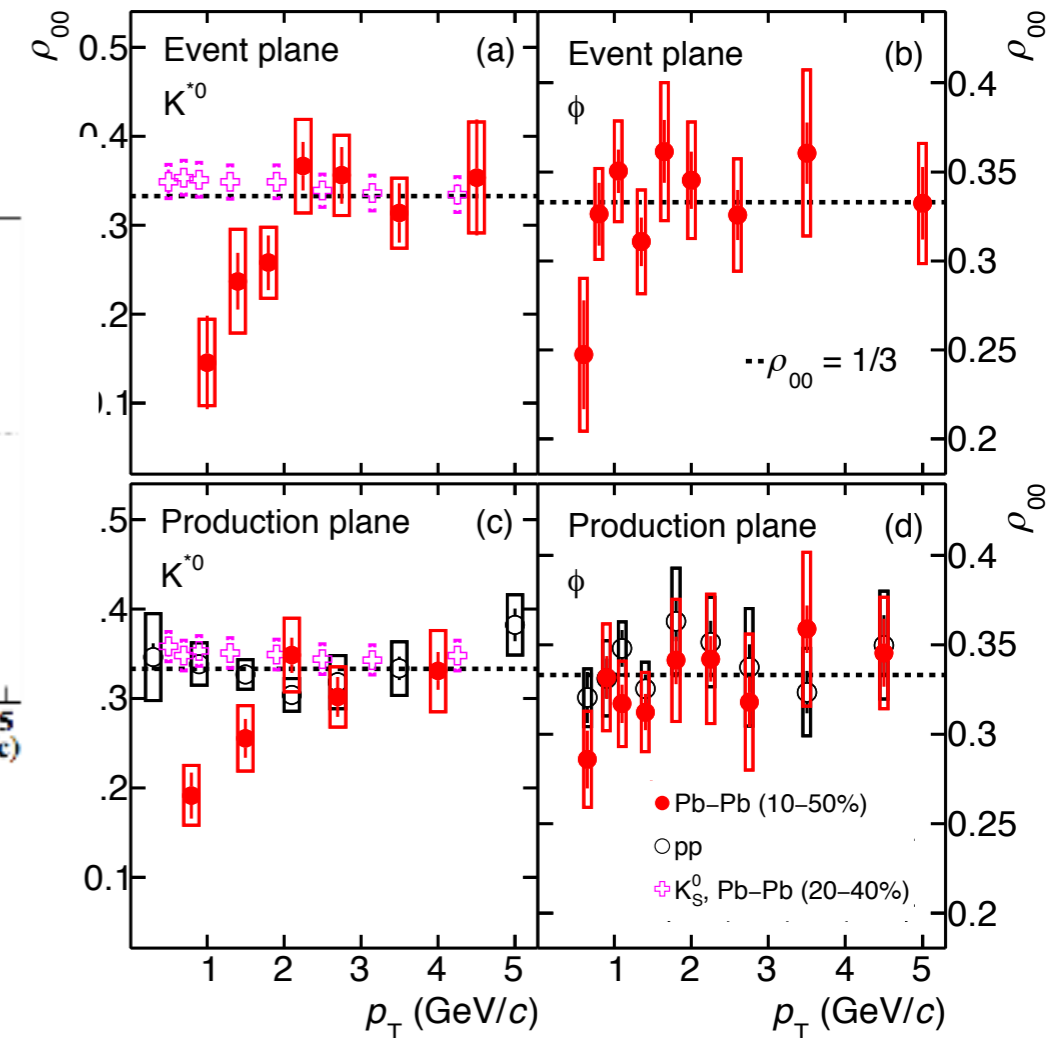 ρ00 0.5 Event plane (a) Event plane (b) ρ00
K*0 ϕ 0.4
.4
0.35
.3
0.3
.2
0.25
ρ00 = 1/3
.1
0.2
.5 Production plane (c) Production plane (d) ρ00
K*0 ϕ 0.4
.4
0.35
.3
5
c)
0.3
.2
Pb–Pb (10–50%)
0.25
pp
0.1
K0S, Pb–Pb (20–40%)
0.2
1 2 3 4 5 1 2 3 4 5
pT (GeV/c) pT (GeV/c)